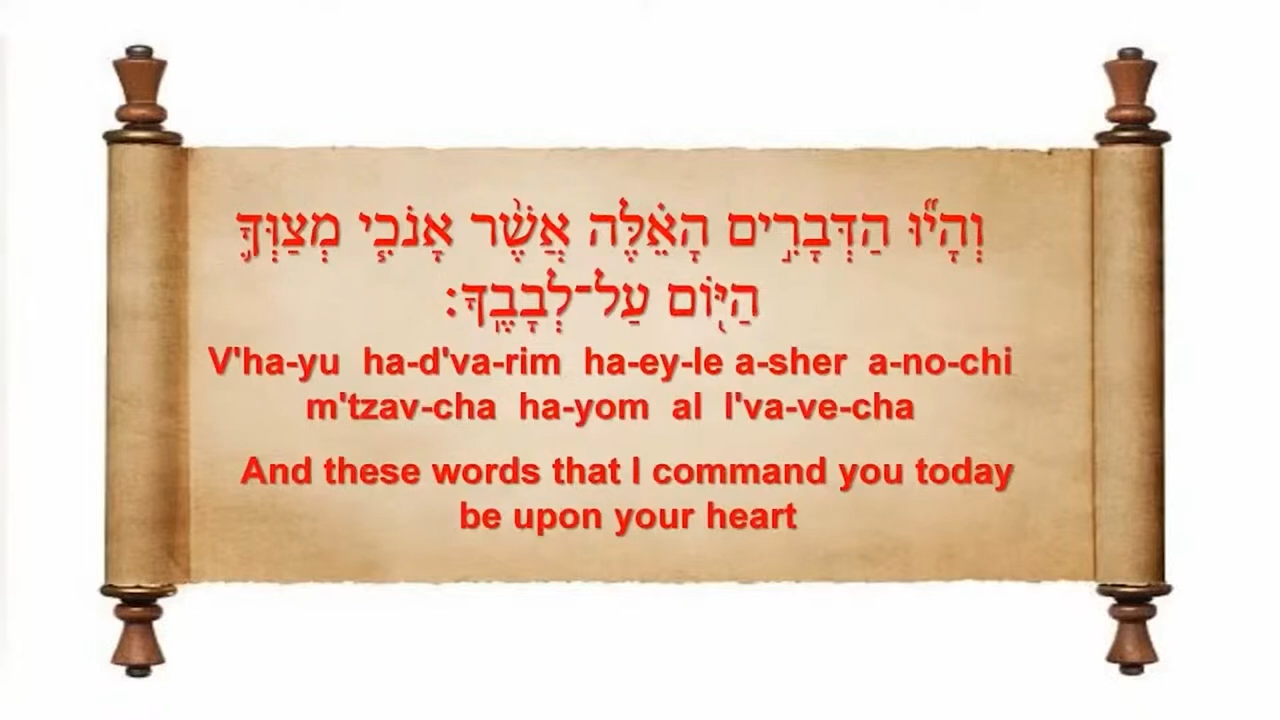 וְהָי֞וּ הַדְּבָרִ֣ים הָאֵ֗לֶּה אֲשֶׁ֨ר אָנֹכִ֧י מְצַוְּךָ֛
הַיּ֖וֹם עַל־לְבָבֶֽךָ׃
V'ha-yu ha-d'va-rim ha-ey-le a-sher a-no-chi
m'tzav-cha ha-yom al l'va-ve-cha
And these words that I command you today
be upon your heart